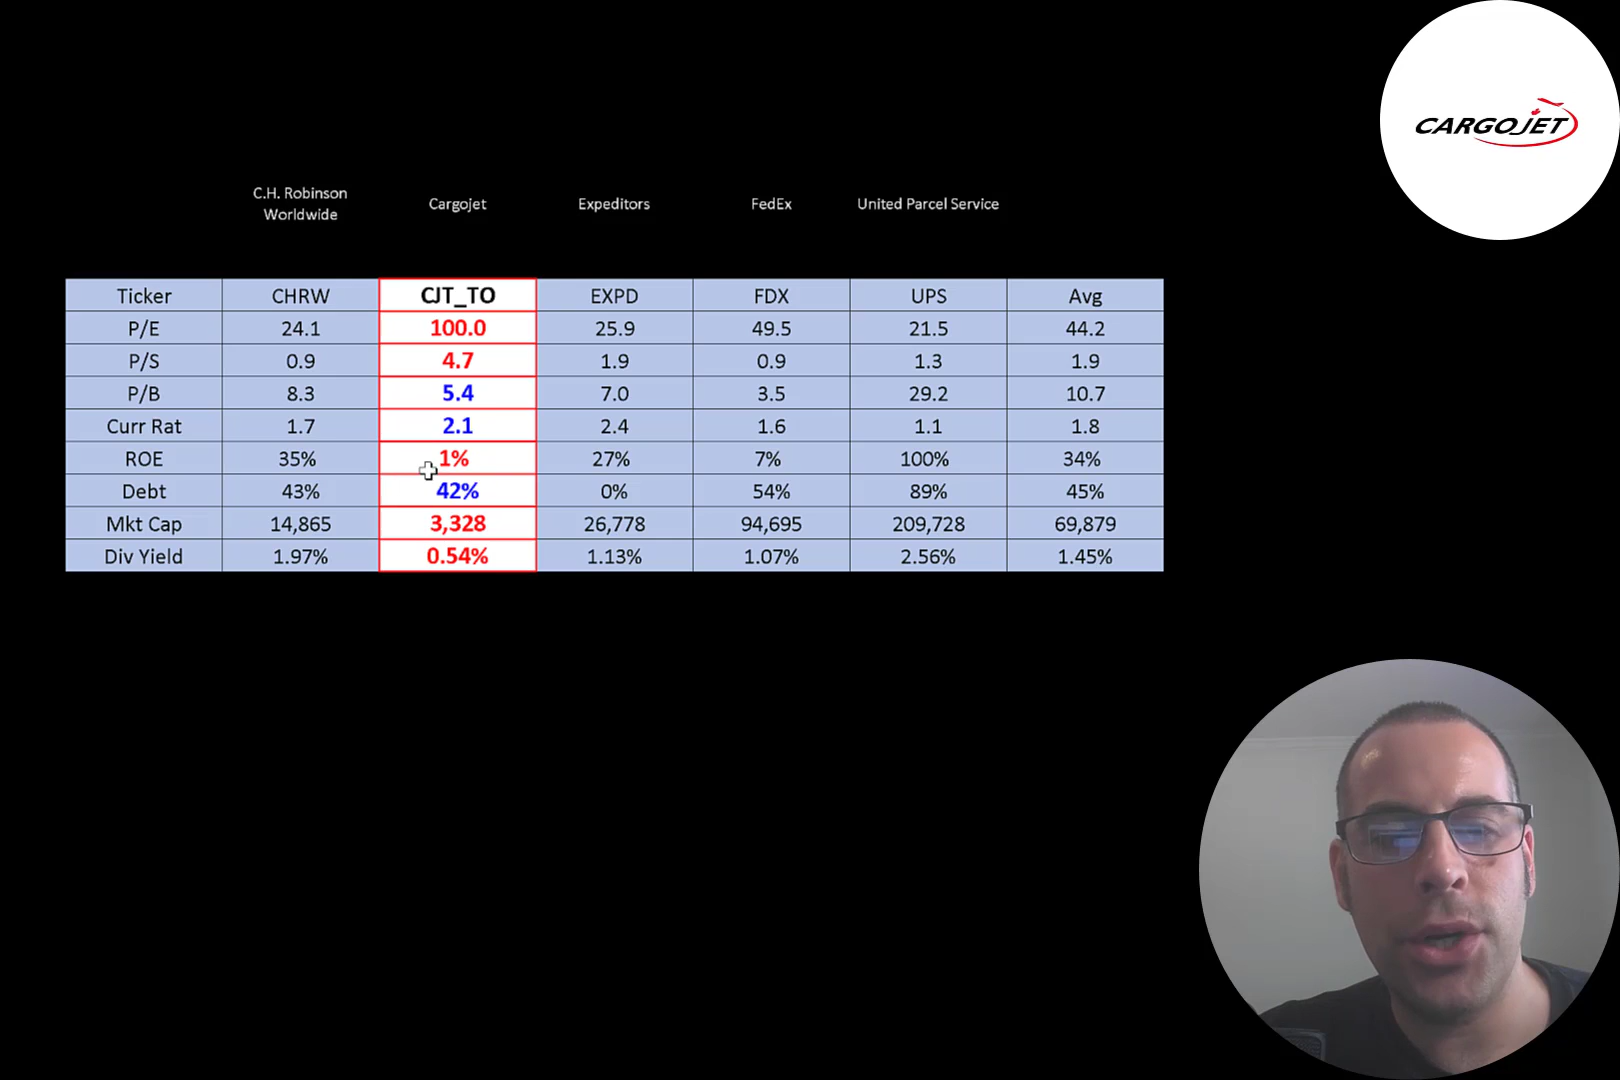 CARGOJET
C.H. Robinson
Worldwide
Cargojet
Expeditors
FedEx
United Parcel Service
Ticker CHRW CJT_TO EXPD FDX UPS Avg
P/E 24.1 100.0 25.9 49.5 21.5 44.2
P/S 0.9 4.7 1.9 0.9 1.3 1.9
P/B 8.3 5.4 7.0 3.5 29.2 10.7
Curr Rat 1.7 2.1 2.4 1.6 1.1 1.8
ROE 35% 1% 27% 7% 100% 34%
Debt 43% 42% 0% 54% 89% 45%
Mkt Cap 14,865 3,328 26,778 94,695 209,728 69,879
Div Yield 1.97% 0.54% 1.13% 1.07% 2.56% 1.45%